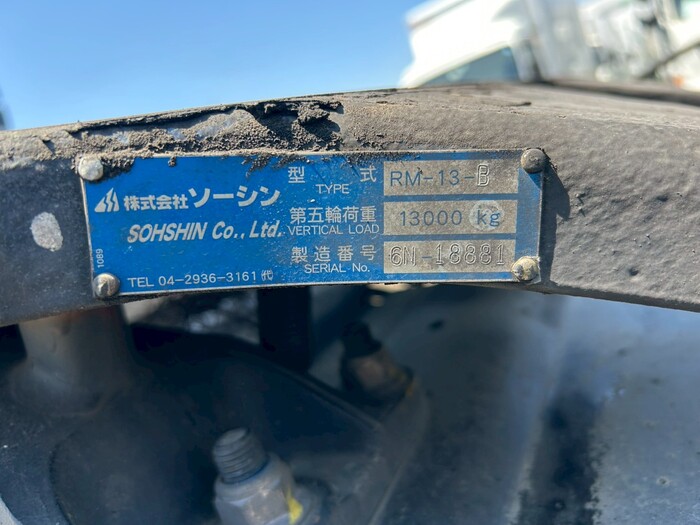 株式会社ソーシン
SOHSHIN Co., Ltd.
型 式 RM-13-B
TYPE
第五輪荷重 13000 kg
VERTICAL LOAD
製造番号 6N-18881
SERIAL No.
1089
TEL 04-2936-3161 ㈹